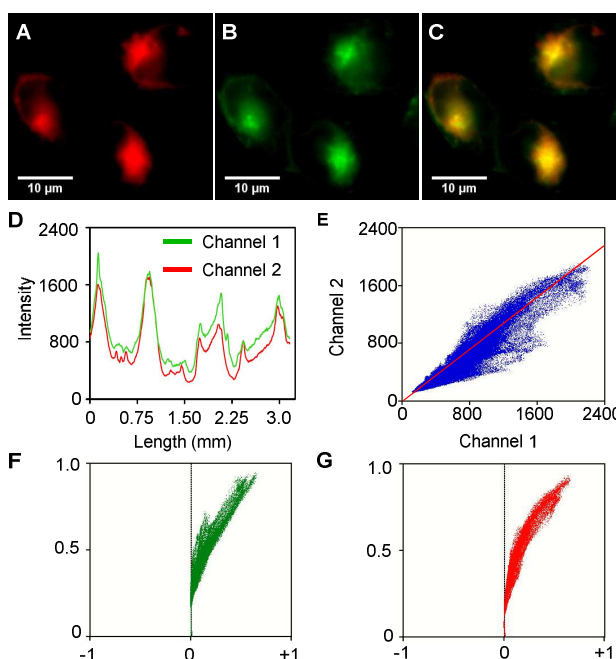 A
B
C
10 µm
10 µm
10 µm
D
E
2400
1600
800
0
Intensity
Channel 1
Channel 2
0
0.75
1.50
2.25
3.0
Length (mm)
2400
1600
800
0
Channel 2
0
800
1600
2400
Channel 1
F
G
1.0
0.5
0
-1
0
+1
1.0
0.5
0
-1
0
+1